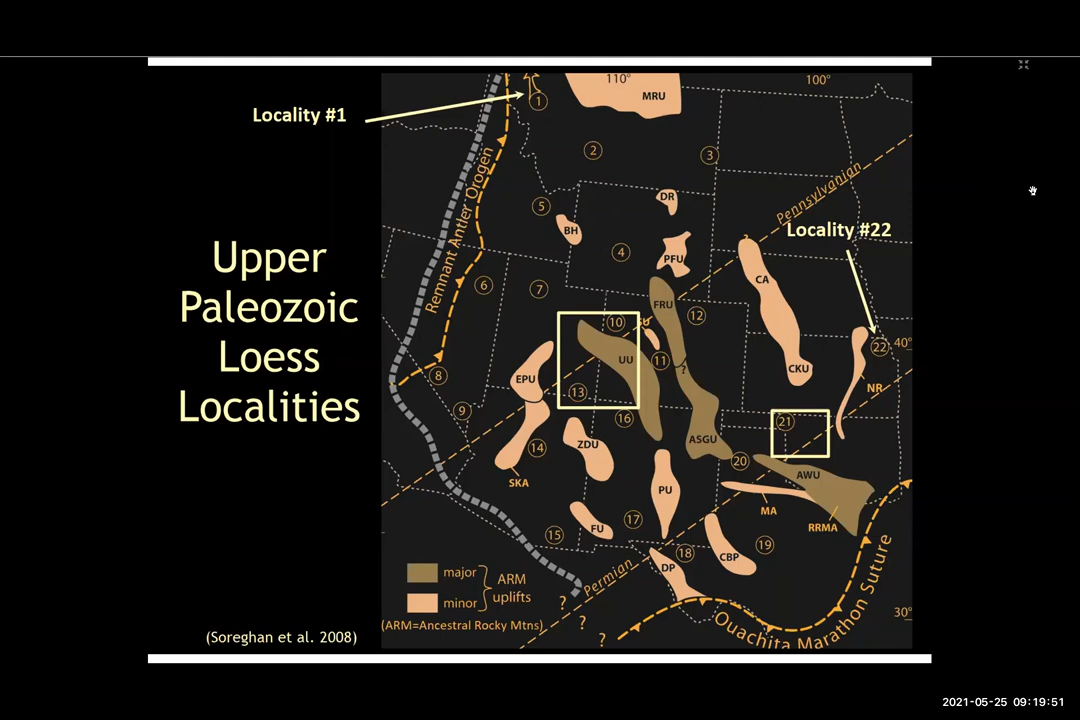 110°
100°
MRU
1
Locality #1
2
3
Remnant Antler Orogen
Pennsylvanian
DR
5
BH
?
Locality #22
4
PFU
Upper
Paleozoic
Loess
Localities
6
7
CA
FRU
12
10
22
40°
11
?
UU
EPU
CKU
8
13
NR
9
16
21
14
ZDU
ASGU
20
SKA
AWU
PU
MA
RRMA
17
FU
15
18
19
CBP
DP
Permian
major
minor
ARM
uplifts
(ARM=Ancestral Rocky Mtns)
?
?
?
Ouachita Marathon Suture
30°
(Soreghan et al. 2008)
2021-05-25 09:19:51